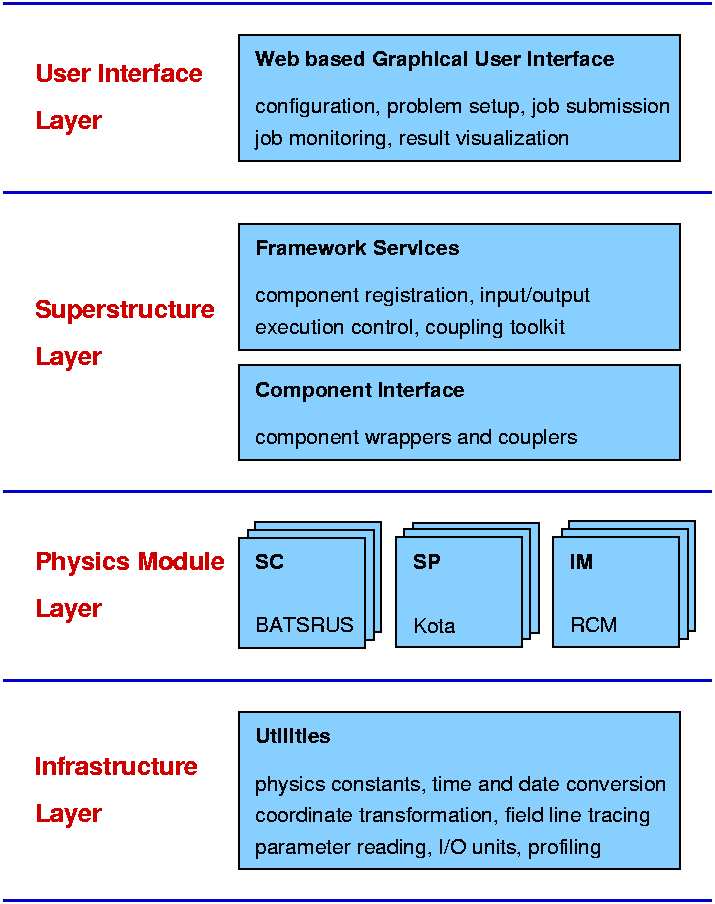 User Interface
Layer
Web based Graphical User Interface
configuration, problem setup, job submission
job monitoring, result visualization
Superstructure
Layer
Framework Services
component registration, input/output
execution control, coupling toolkit
Component Interface
component wrappers and couplers
Physics Module
Layer
SC
BATSRUS
SP
Kota
IM
RCM
Infrastructure
Layer
Utilities
physics constants, time and date conversion
coordinate transformation, field line tracing
parameter reading, I/O units, profiling